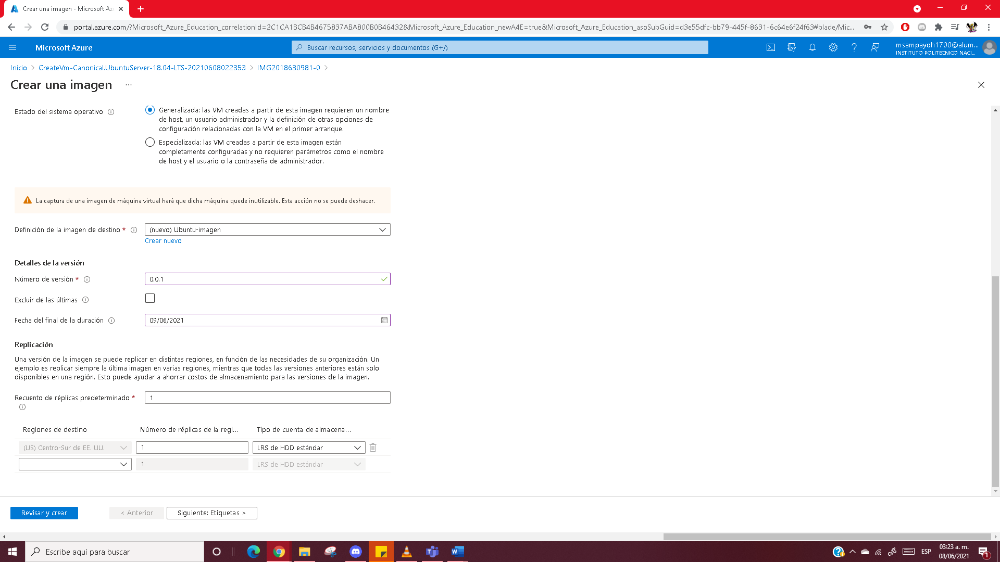 Crear una imagen - Microsoft Az
portal.azure.com/?Microsoft_Azure_Education_correlationId=2C1CA1BCB4B4675837ABA800B0B46432&Microsoft_Azure_Education_newA4E=true&Microsoft_Azure_Education_asoSubGuid=d3e55dfc-bb79-445f-8631-6c64e6f24f63#blade/Mic...
Microsoft Azure
Buscar recursos, servicios y documentos (G+/)
msampayoh1700@alum...
INSTITUTO POLITECNICO NACI...
Inicio > CreateVm-Canonical.UbuntuServer-18.04-LTS-20210608022353 > IMG2018630981-0 >
Crear una imagen ...
Estado del sistema operativo
Generalizada: las VM creadas a partir de esta imagen requieren un nombre
de host, un usuario administrador y la definición de otras opciones de
configuración relacionadas con la VM en el primer arranque.
Especializada: las VM creadas a partir de esta imagen están
completamente configuradas y no requieren parámetros como el nombre
de host y el usuario o la contraseña de administrador.
La captura de una imagen de máquina virtual hará que dicha máquina quede inutilizable. Esta acción no se puede deshacer.
Definición de la imagen de destino *
(nuevo) Ubuntu-imagen
Crear nuevo
Detalles de la versión
Número de versión *
0.0.1
Excluir de las últimas
Fecha del final de la duración
09/06/2021
Replicación
Una versión de la imagen se puede replicar en distintas regiones, en función de las necesidades de su organización. Un
ejemplo es replicar siempre la última imagen en varias regiones, mientras que todas las versiones anteriores están solo
disponibles en una región. Esto puede ayudar a ahorrar costos de almacenamiento para las versiones de la imagen.
Recuento de réplicas predeterminado *
1
Regiones de destino
Número de réplicas de la regi...
Tipo de cuenta de almacena...
(US) Centro-Sur de EE. UU.
1
LRS de HDD estándar
1
LRS de HDD estándar
Revisar y crear
< Anterior
Siguiente: Etiquetas >
Escribe aquí para buscar
ESP
03:23 a. m.
08/06/2021
1